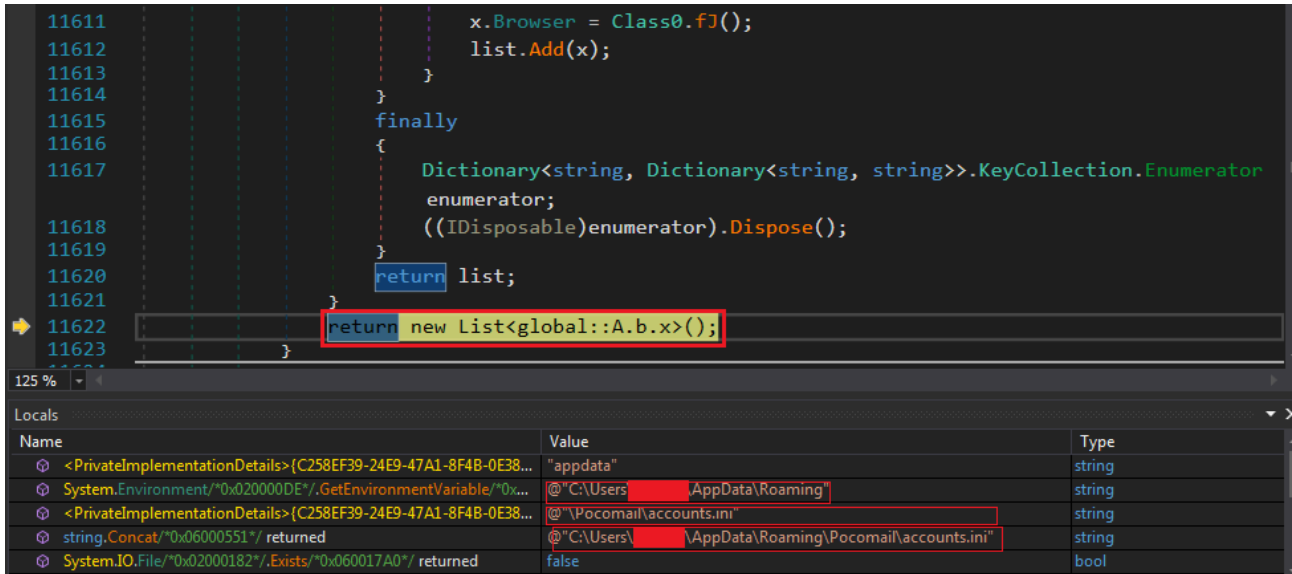 11611 x.Browser = Class0.fJ();
11612 list.Add(x);
11613 }
11614 }
11615 finally
11616 {
11617 Dictionary<string, Dictionary<string, string>>.KeyCollection.Enumerator
enumerator;
11618 ((IDisposable)enumerator).Dispose();
11619 }
11620 return list;
11621 }
11622 return new List<global::A.b.x>();
11623 }
125 %
Locals
Name Value Type
<PrivateImplementationDetails>{C258EF39-24E9-47A1-8F4B-0E38... "appdata" string
System.Environment/*0x020000DE*/.GetEnvironmentVariable/*0x... @"C:\Users\ \AppData\Roaming" string
<PrivateImplementationDetails>{C258EF39-24E9-47A1-8F4B-0E38... @"\Pocomail\accounts.ini" string
string.Concat/*0x06000551*/ returned @"C:\Users\ \AppData\Roaming\Pocomail\accounts.ini" string
System.IO.File/*0x02000182*/.Exists/*0x060017A0*/ returned false bool